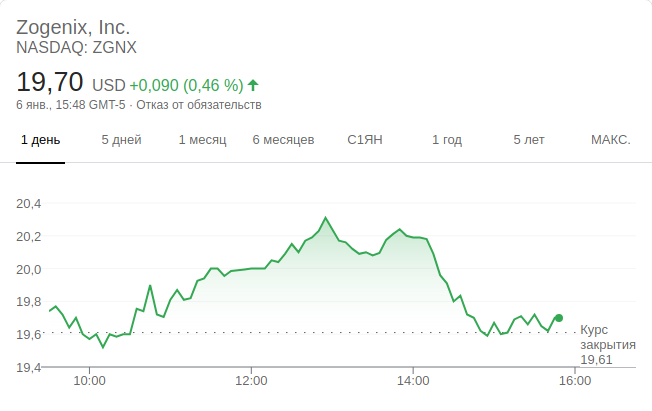 Zogenix, Inc.
NASDAQ: ZGNX
19,70 USD +0,090 (0,46 %)
6 янв., 15:48 GMT-5 · Отказ от обязательств
1 день 5 дней 1 месяц 6 месяцев С1ЯН 1 год 5 лет МАКС.
20,4
20,2
20,0
19,8
19,6
19,4
Курс
закрытия
19,61
10:00 12:00 14:00 16:00